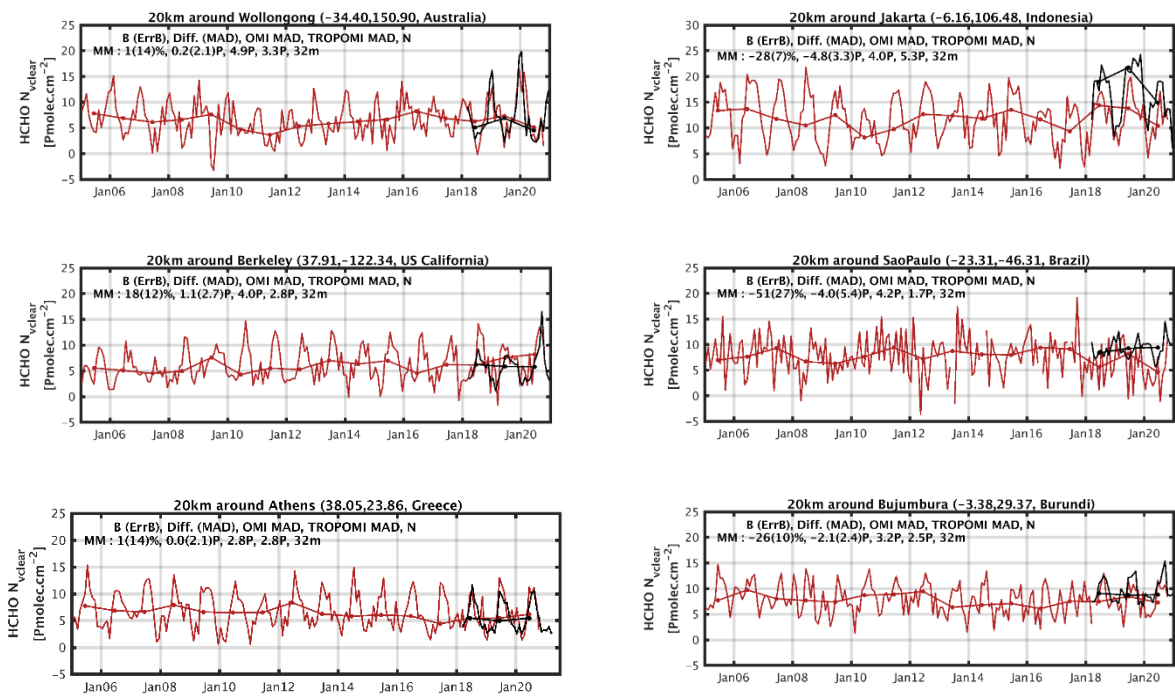 20km around Wollongong (-34.40,150.90, Australia)
B (ErrB), Diff. (MAD), OMI MAD, TROPOMI MAD, N
MM : 1(14)%, 0.2(2.1)P, 4.9P, 3.3P, 32m
HCHO Nvclear
[Pmolec.cm−2]
25
20
15
10
5
0
−5
Jan06 Jan08 Jan10 Jan12 Jan14 Jan16 Jan18 Jan20
20km around Jakarta (-6.16,106.48, Indonesia)
B (ErrB), Diff. (MAD), OMI MAD, TROPOMI MAD, N
MM : −28(7)%, −4.8(3.3)P, 4.0P, 5.3P, 32m
HCHO Nvclear
[Pmolec.cm−2]
30
25
20
15
10
5
0
Jan06 Jan08 Jan10 Jan12 Jan14 Jan16 Jan18 Jan20
20km around Berkeley (37.91,-122.34, US California)
B (ErrB), Diff. (MAD), OMI MAD, TROPOMI MAD, N
MM : 18(12)%, 1.1(2.7)P, 4.0P, 2.8P, 32m
HCHO Nvclear
[Pmolec.cm−2]
25
20
15
10
5
0
−5
Jan06 Jan08 Jan10 Jan12 Jan14 Jan16 Jan18 Jan20
20km around SaoPaulo (-23.31,-46.31, Brazil)
B (ErrB), Diff. (MAD), OMI MAD, TROPOMI MAD, N
MM : −51(27)%, −4.0(5.4)P, 4.2P, 1.7P, 32m
HCHO Nvclear
[Pmolec.cm−2]
25
20
15
10
5
0
−5
Jan06 Jan08 Jan10 Jan12 Jan14 Jan16 Jan18 Jan20
20km around Athens (38.05,23.86, Greece)
B (ErrB), Diff. (MAD), OMI MAD, TROPOMI MAD, N
MM : 1(14)%, 0.0(2.1)P, 2.8P, 2.8P, 32m
HCHO Nvclear
[Pmolec.cm−2]
25
20
15
10
5
0
−5
Jan06 Jan08 Jan10 Jan12 Jan14 Jan16 Jan18 Jan20
20km around Bujumbura (-3.38,29.37, Burundi)
B (ErrB), Diff. (MAD), OMI MAD, TROPOMI MAD, N
MM : −26(10)%, −2.1(2.4)P, 3.2P, 2.5P, 32m
HCHO Nvclear
[Pmolec.cm−2]
25
20
15
10
5
0
−5
Jan06 Jan08 Jan10 Jan12 Jan14 Jan16 Jan18 Jan20